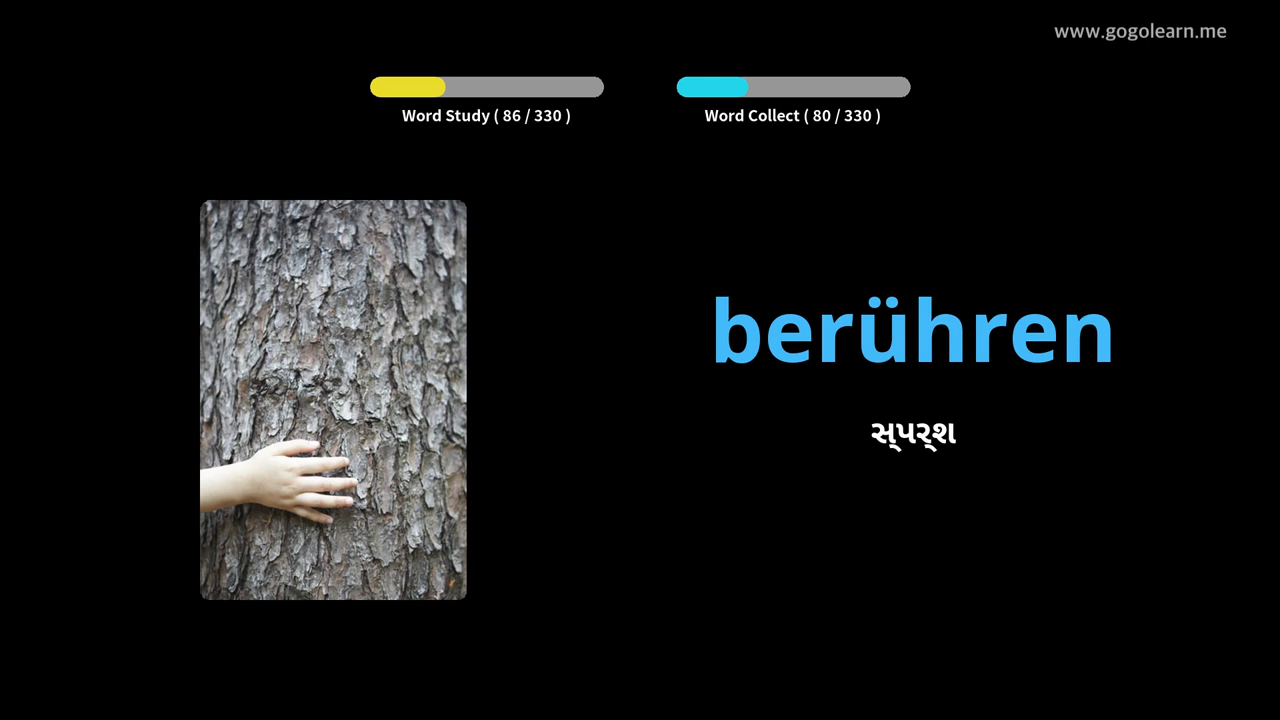 www.gogolearn.me
Word Study ( 86 / 330 )
Word Collect ( 80 / 330 )
berühren
સ્પર્શ